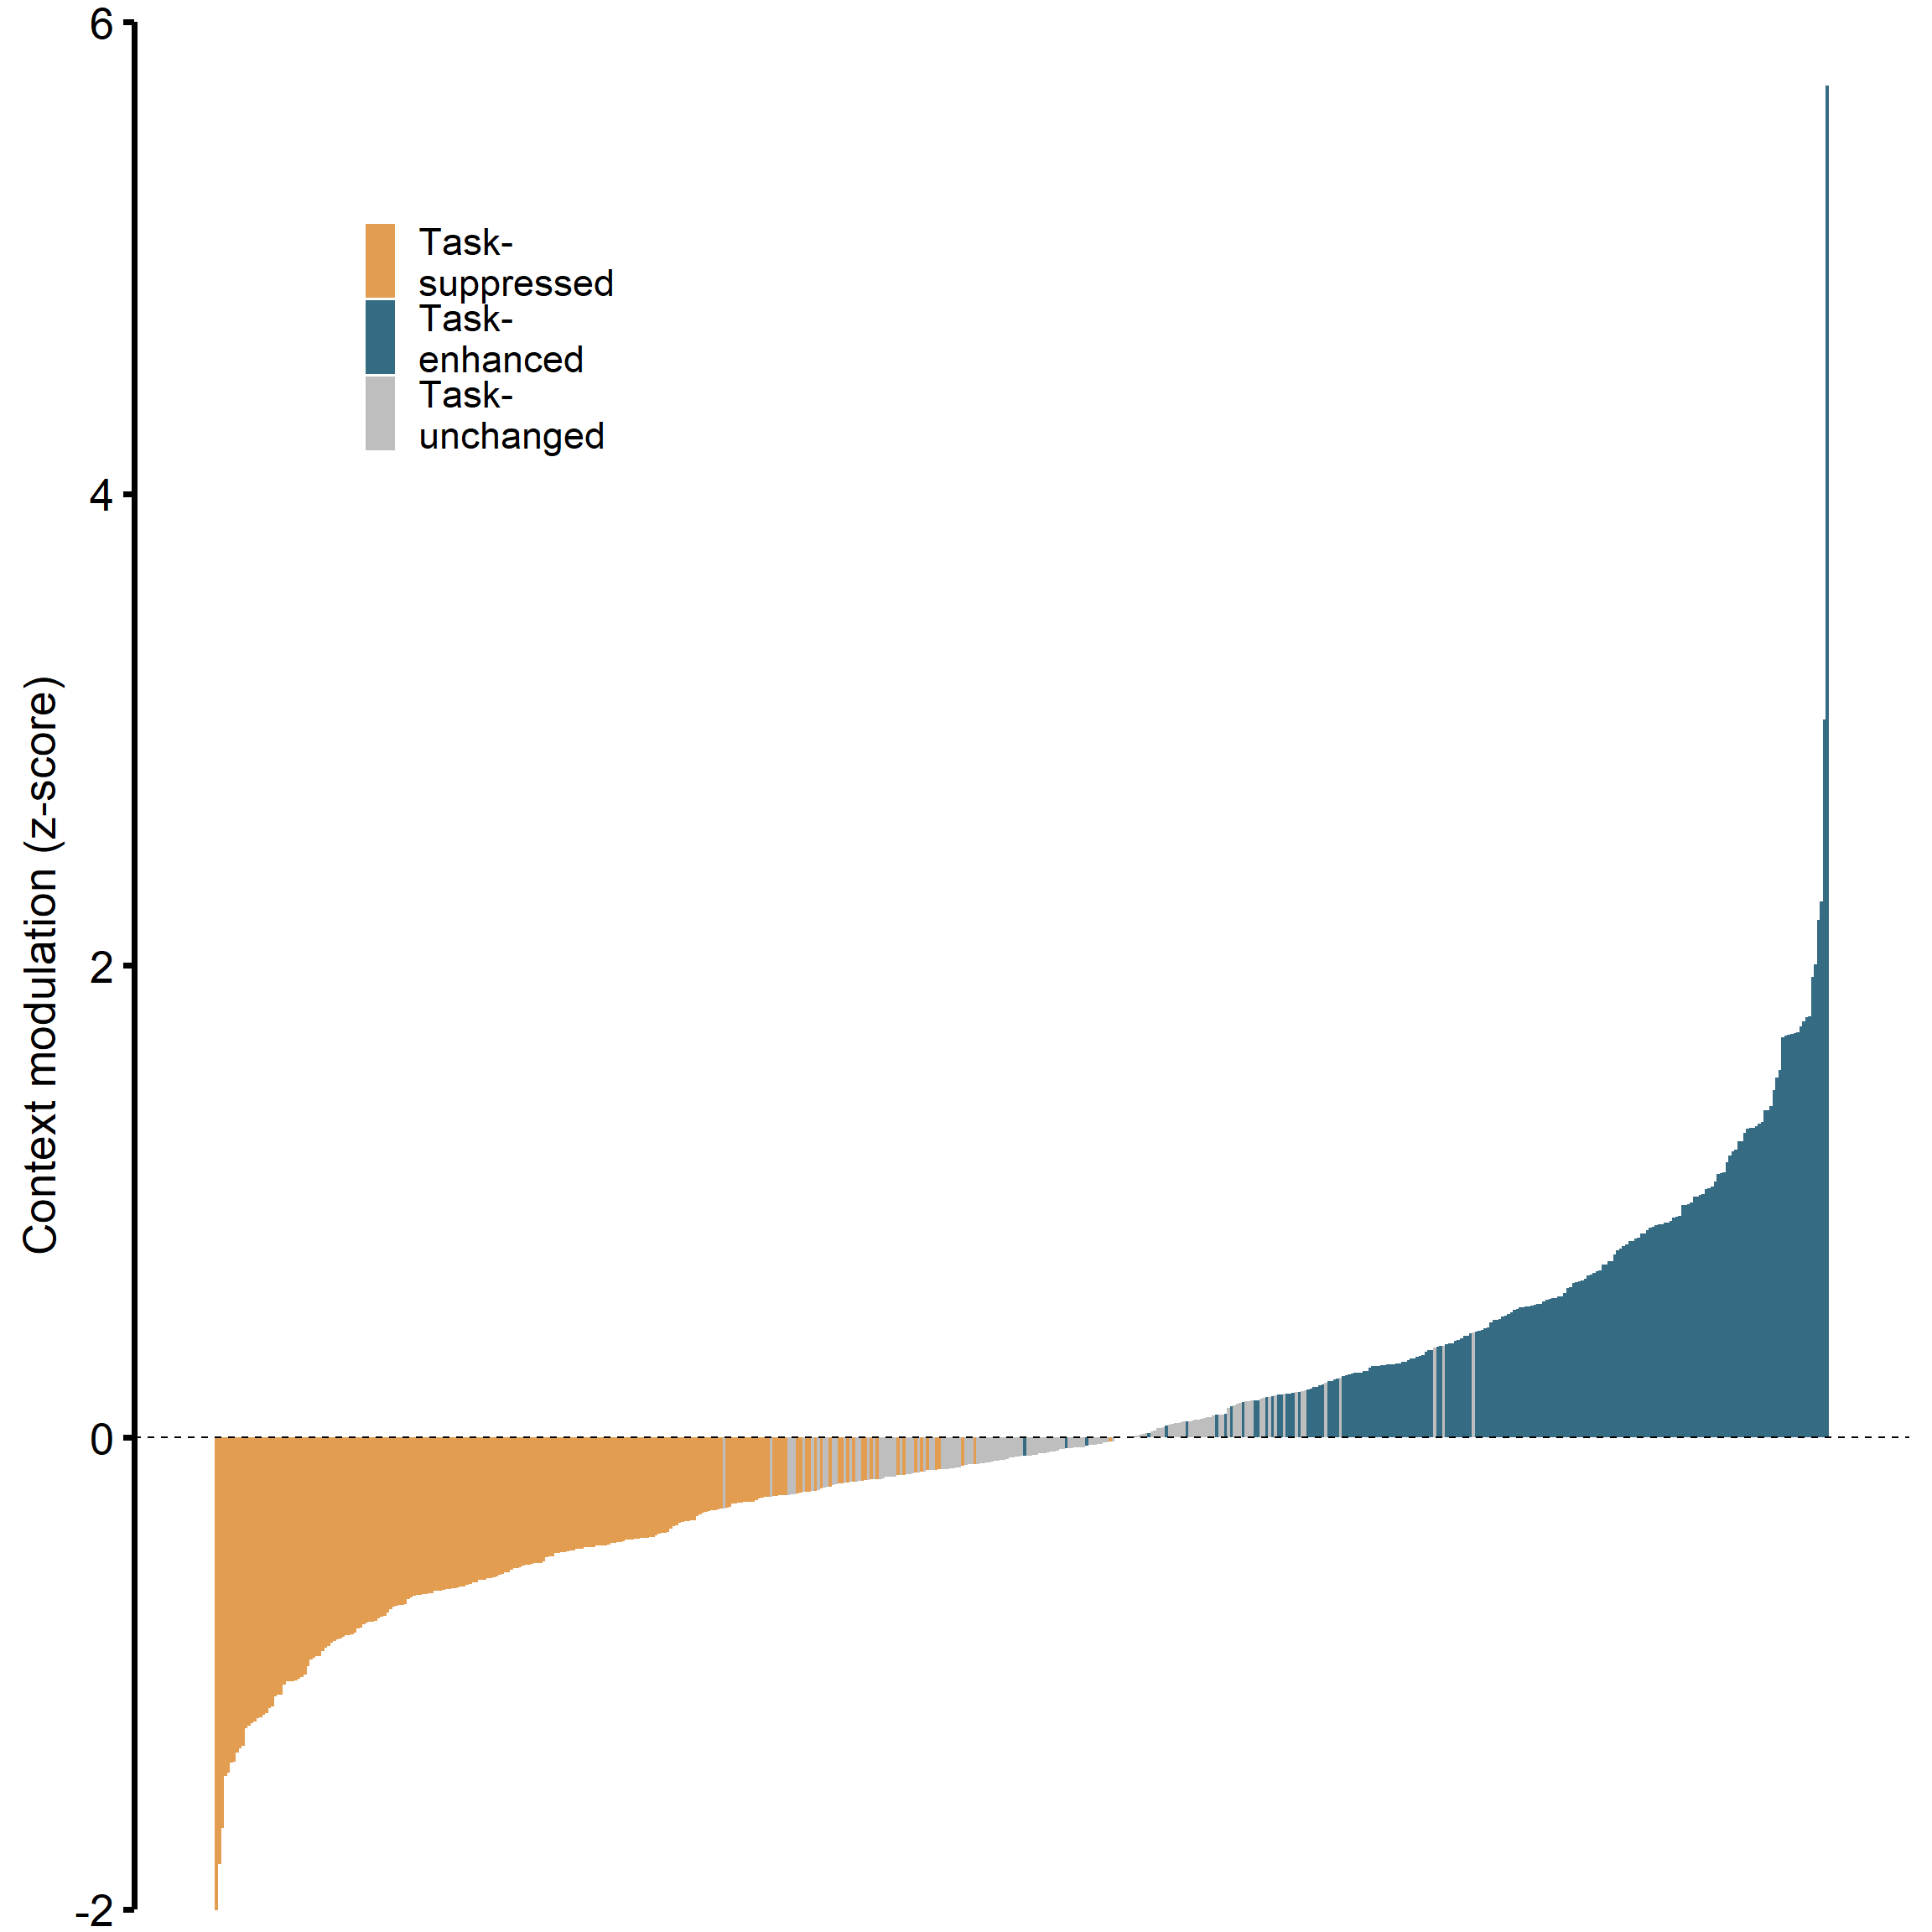 6
4
2
0
-2
Context modulation (z-score)
Task-
suppressed
Task-
enhanced
Task-
unchanged